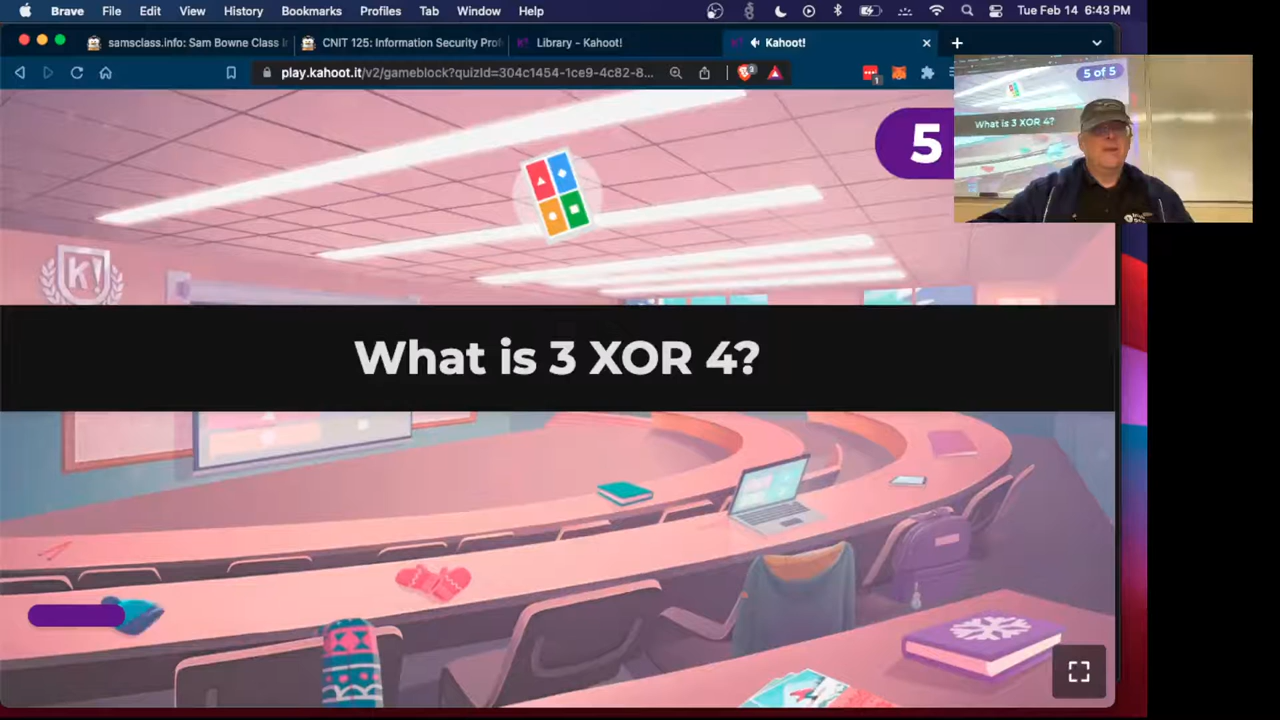 Brave File Edit View History Bookmarks Profiles Tab Window Help Tue Feb 14 6:43 PM
samsclass.info: Sam Bowne Class I
CNIT 125: Information Security Prof
Library - Kahoot!
Kahoot!
play.kahoot.it/v2/gameblock?quizId=304c1454-1ce9-4c82-8...
3
1
5
5 of 5
What is 3 XOR 4?
K!
What is 3 XOR 4?